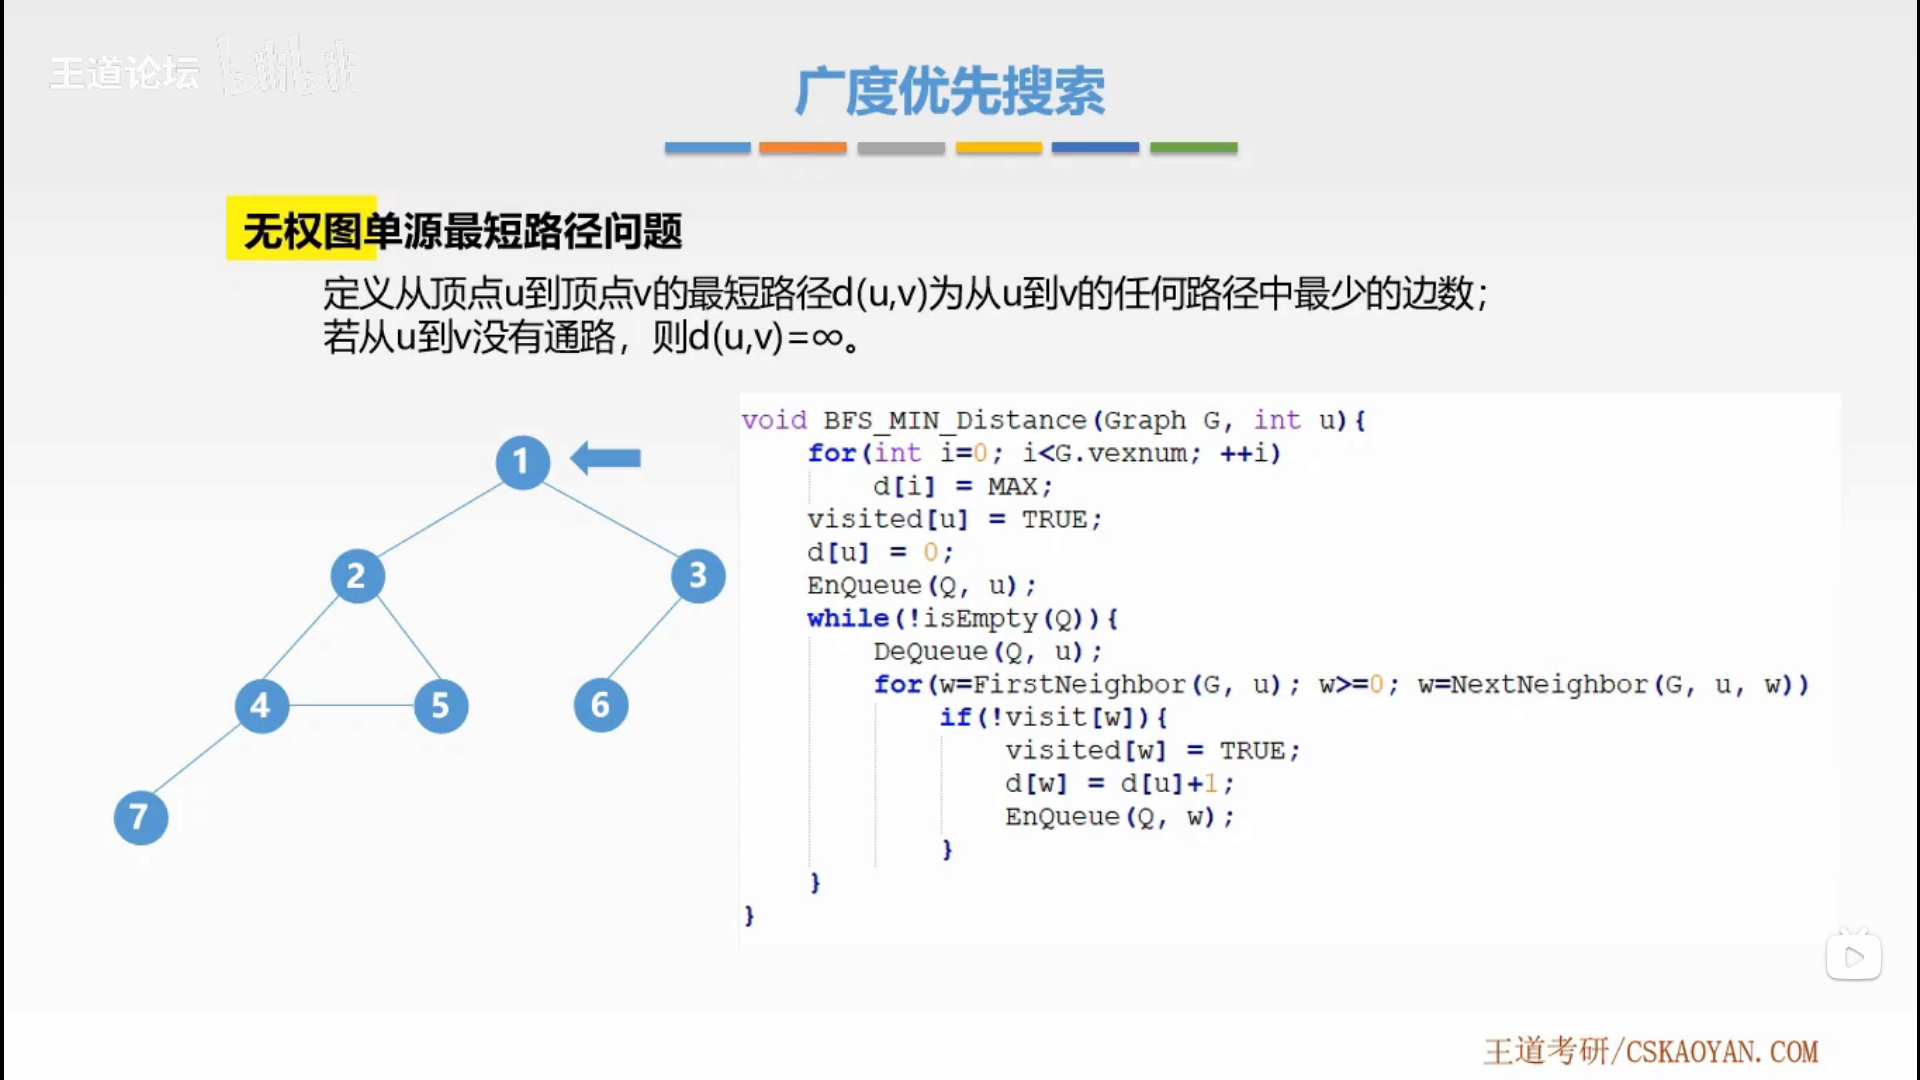 王道论坛 bilibili
广度优先搜索
无权图单源最短路径问题
定义从顶点u到顶点v的最短路径d(u,v)为从u到v的任何路径中最少的边数；
若从u到v没有通路，则d(u,v)=∞。
void BFS_MIN_Distance(Graph G, int u){
    for(int i=0; i<G.vexnum; ++i)
        d[i] = MAX;
    visited[u] = TRUE;
    d[u] = 0;
    EnQueue(Q, u);
    while(!isEmpty(Q)){
        DeQueue(Q, u);
        for(w=FirstNeighbor(G, u); w>=0; w=NextNeighbor(G, u, w))
            if(!visit[w]){
                visited[w] = TRUE;
                d[w] = d[u]+1;
                EnQueue(Q, w);
            }
    }
}
1
2
3
4
5
6
7
王道考研/CSKAOYAN.COM